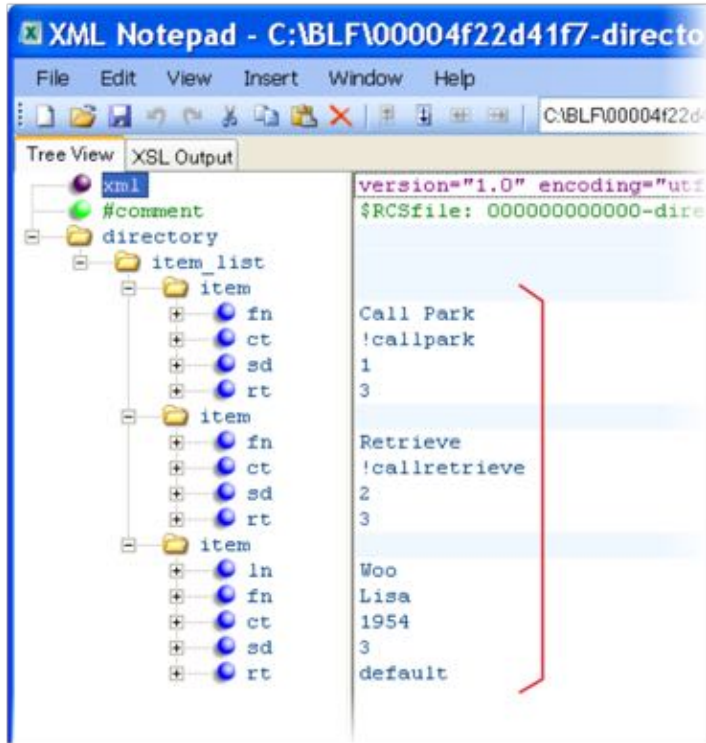 XML Notepad - C:\BLF\00004f22d41f7-directo
File Edit View Insert Window Help
C:\BLF\00004f22d4
Tree View XSL Output
xml version="1.0" encoding="utf
#comment $RCSfile: 000000000000-dire
directory
item_list
item
fn Call Park
ct !callpark
sd 1
rt 3
item
fn Retrieve
ct !callretrieve
sd 2
rt 3
item
ln Woo
fn Lisa
ct 1954
sd 3
rt default